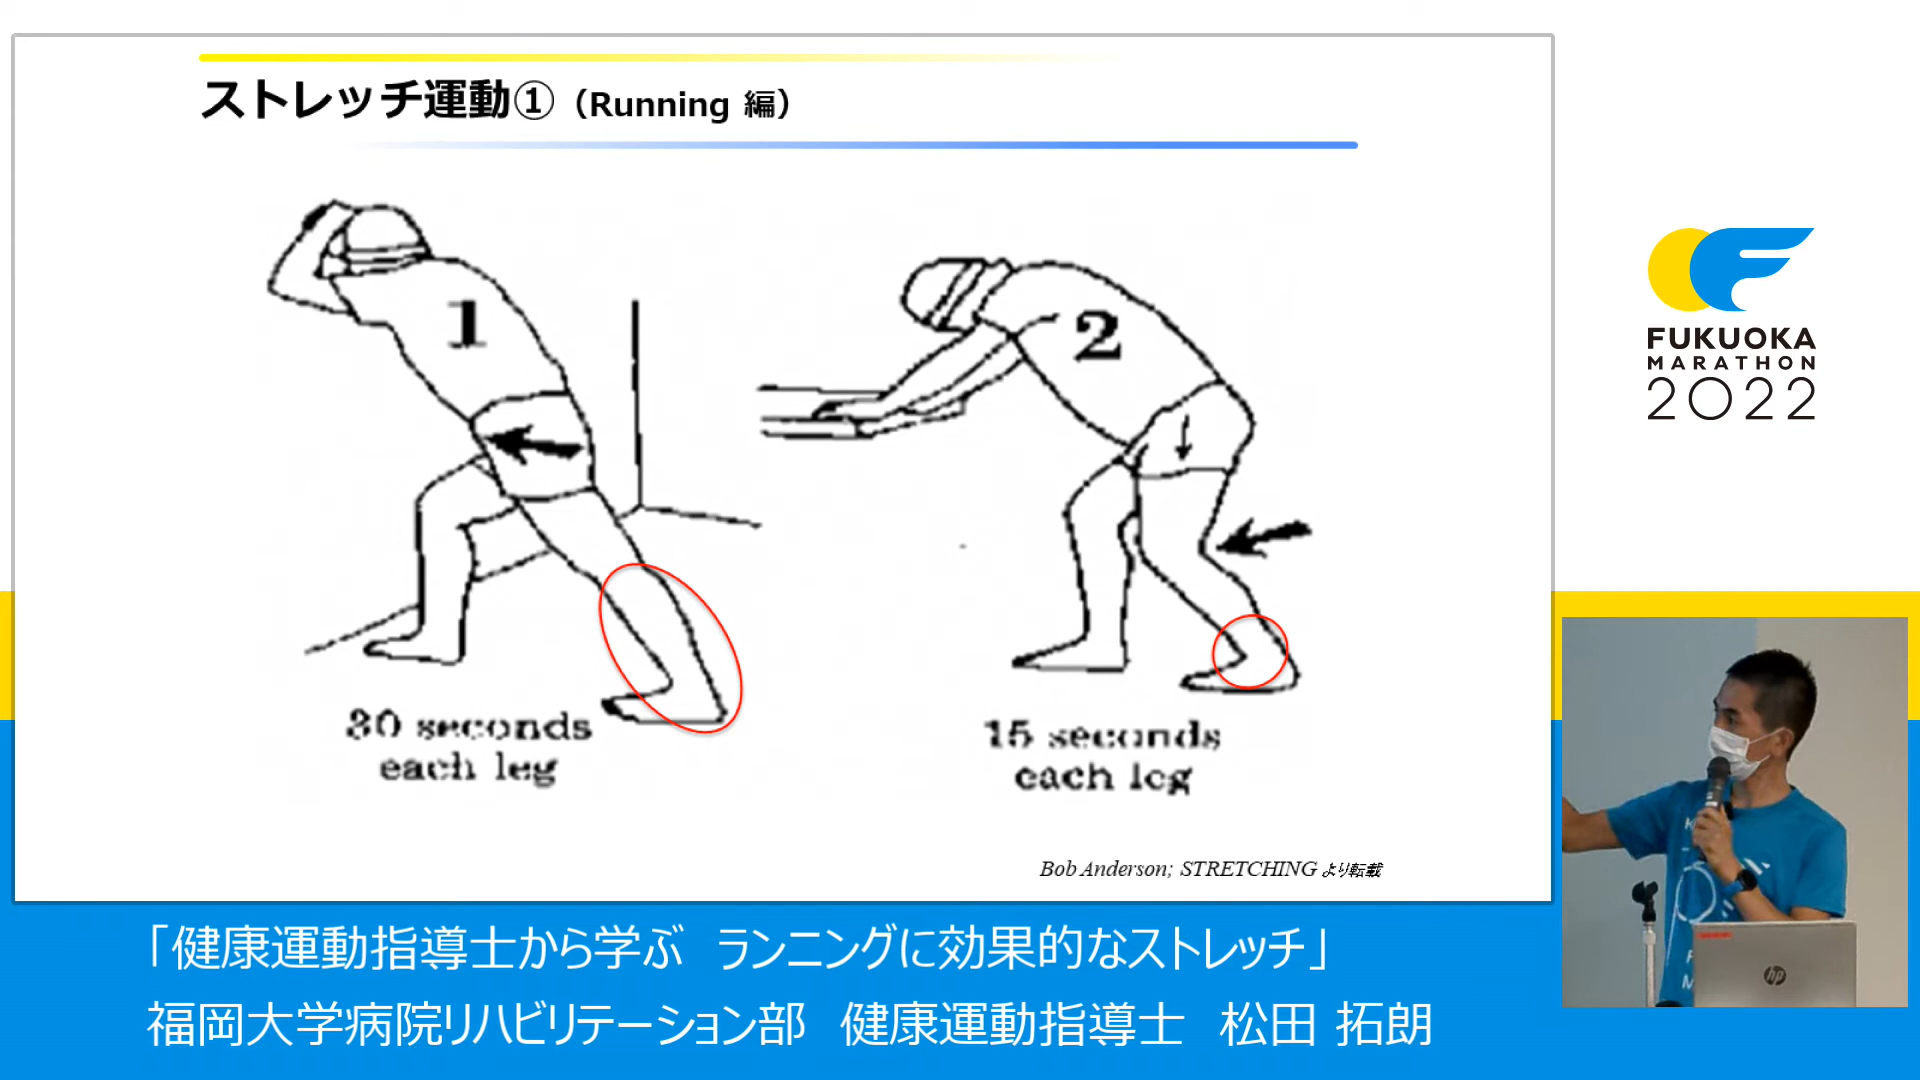 ストレッチ運動①（Running 編）
1
2
30 seconds
each leg
15 seconds
each leg
Bob Anderson; STRETCHING より転載
FUKUOKA
MARATHON
2022
hp
「健康運動指導士から学ぶ ランニングに効果的なストレッチ」
福岡大学病院リハビリテーション部 健康運動指導士 松田 拓朗